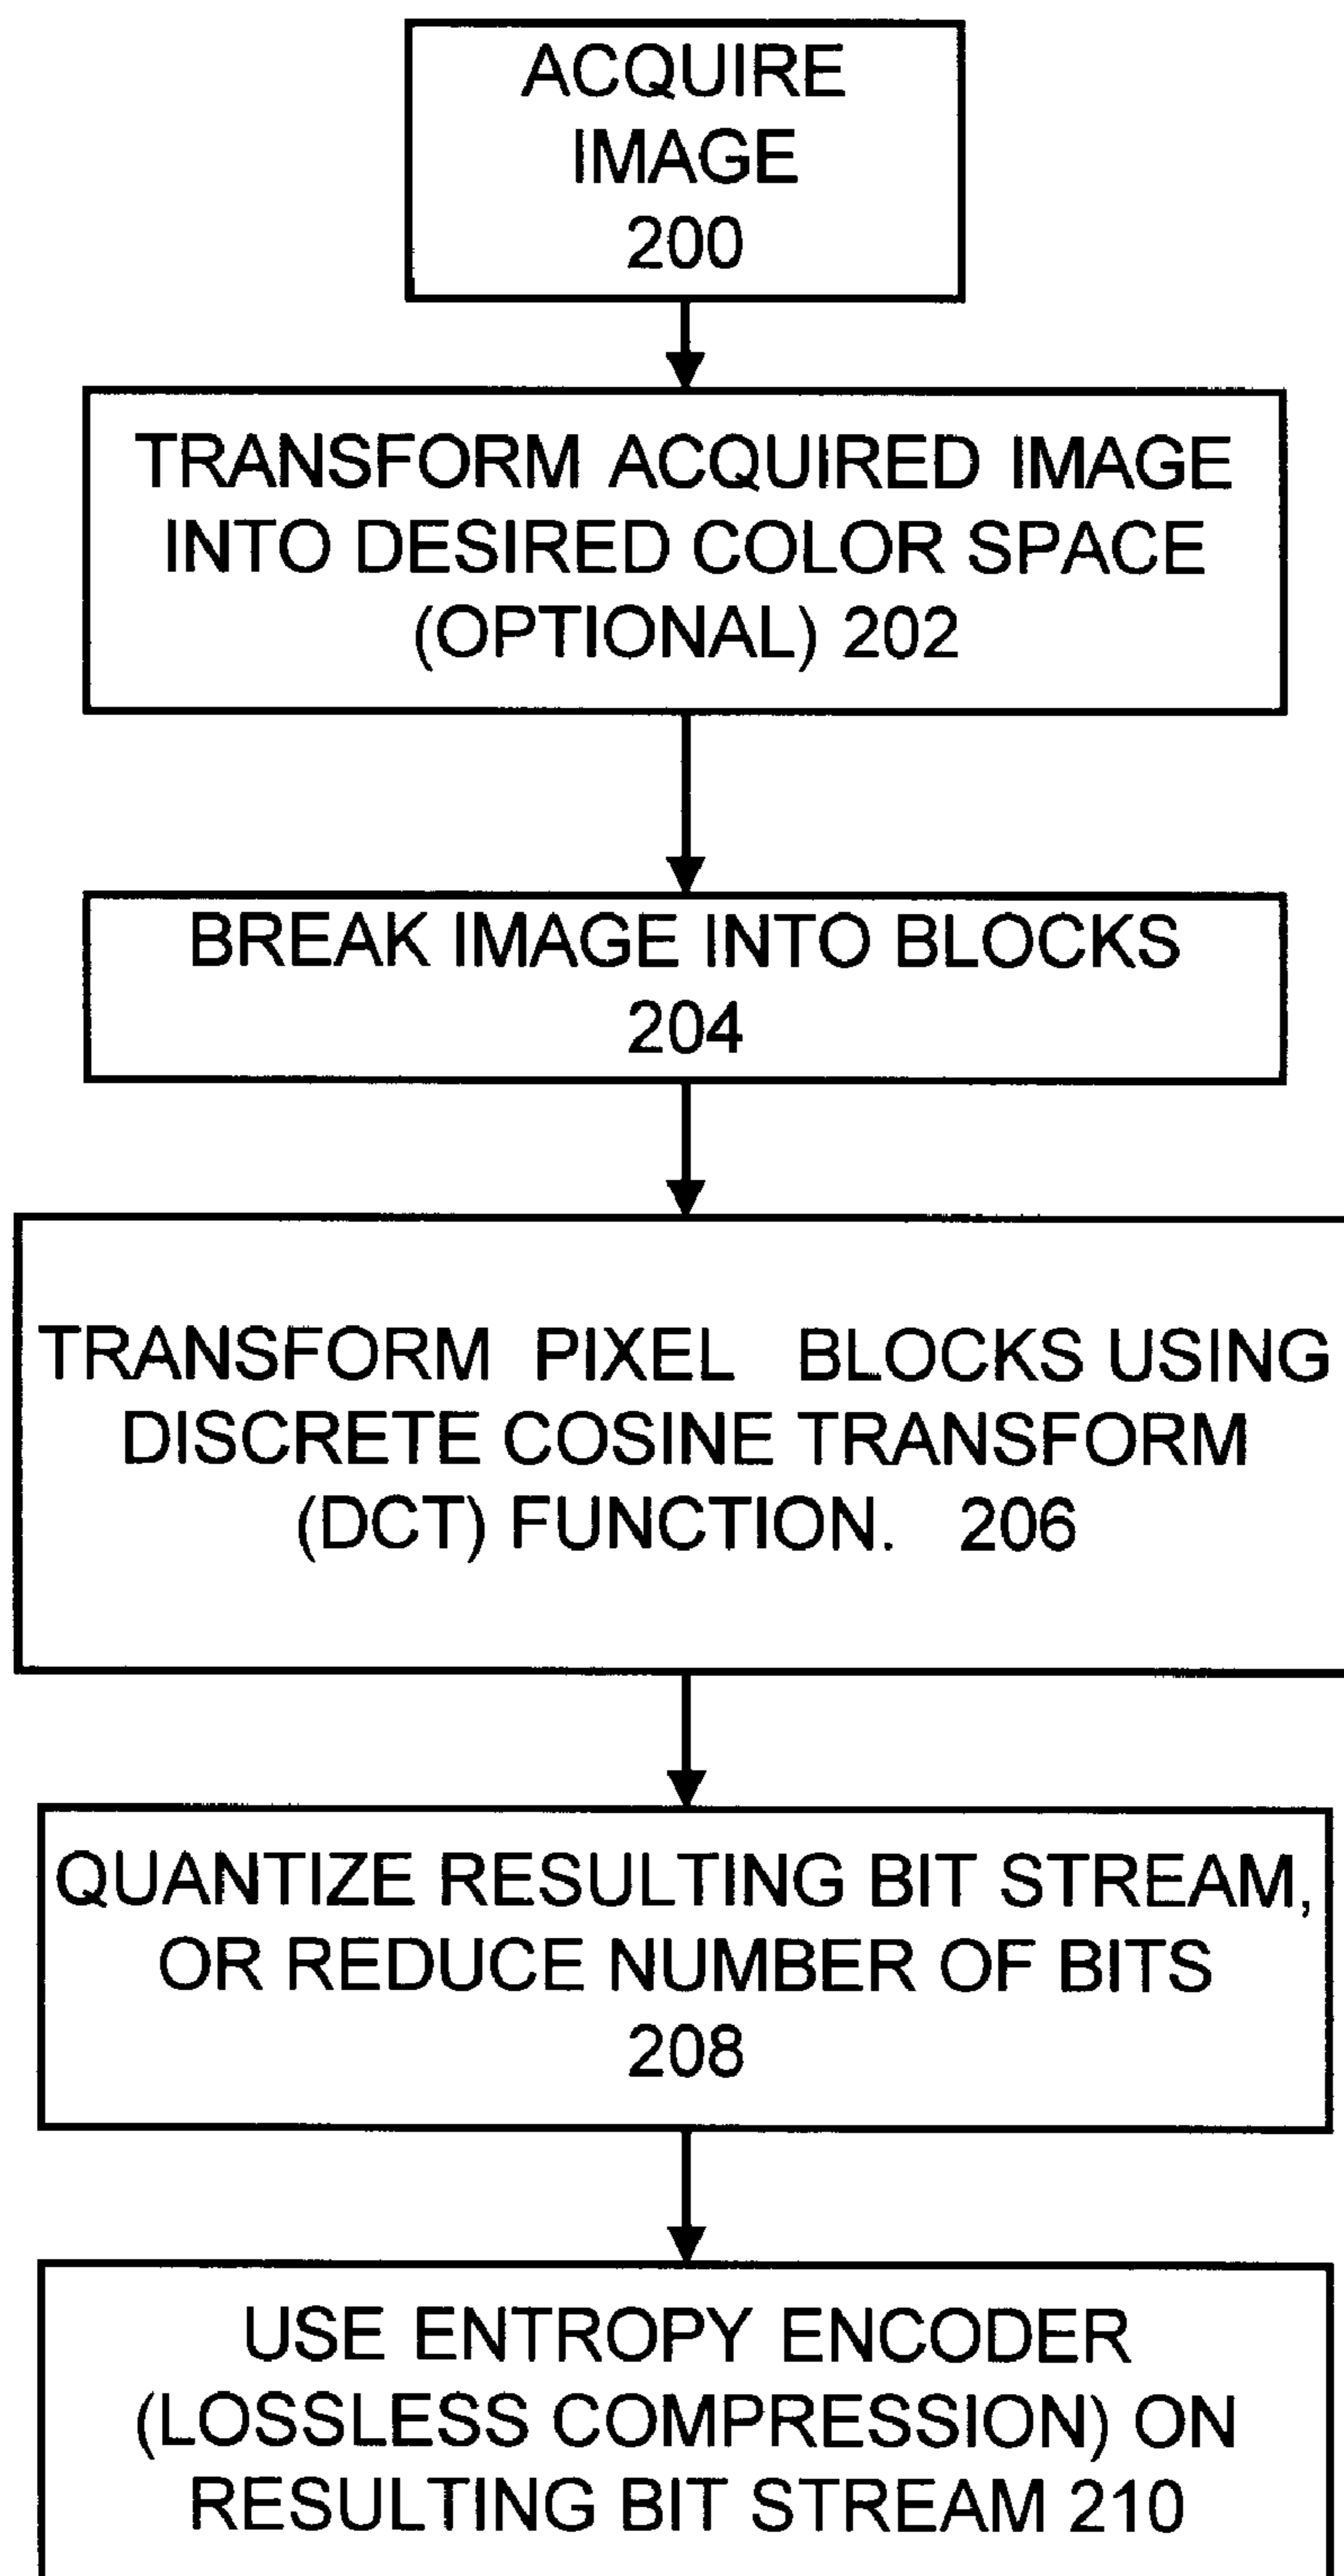 ACQUIRE
IMAGE
200
TRANSFORM ACQUIRED IMAGE
INTO DESIRED COLOR SPACE
(OPTIONAL) 202
BREAK IMAGE INTO BLOCKS
204
TRANSFORM PIXEL BLOCKS USING
DISCRETE COSINE TRANSFORM
(DCT) FUNCTION. 206
QUANTIZE RESULTING BIT STREAM,
OR REDUCE NUMBER OF BITS
208
USE ENTROPY ENCODER
(LOSSLESS COMPRESSION) ON
RESULTING BIT STREAM 210